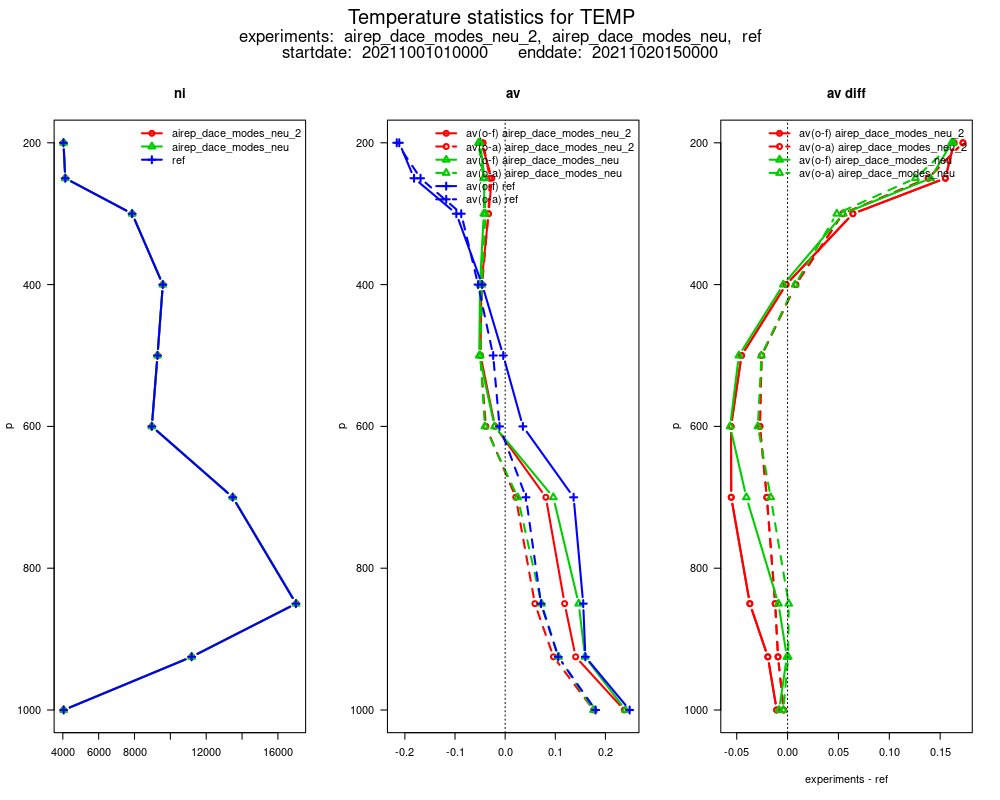 Temperature statistics for TEMP
experiments: airep_dace_modes_neu_2, airep_dace_modes_neu, ref
startdate: 20211001010000 enddate: 20211020150000
ni
airep_dace_modes_neu_2
airep_dace_modes_neu
ref
200
400
600
800
1000
p
4000
6000
8000
12000
16000
av
av(o-f) airep_dace_modes_neu_2
av(o-a) airep_dace_modes_neu_2
av(o-f) airep_dace_modes_neu
av(o-a) airep_dace_modes_neu
av(o-f) ref
av(o-a) ref
200
400
600
800
1000
p
-0.2
-0.1
0.0
0.1
0.2
av diff
av(o-f) airep_dace_modes_neu_2
av(o-a) airep_dace_modes_neu_2
av(o-f) airep_dace_modes_neu
av(o-a) airep_dace_modes_neu
200
400
600
800
1000
p
-0.05
0.00
0.05
0.10
0.15
experiments - ref